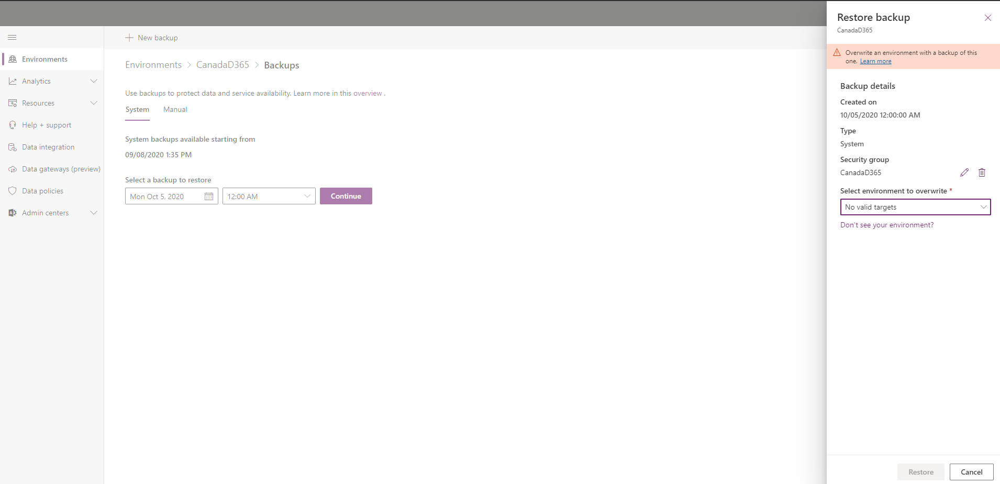 New backup
Environments
Analytics
Resources
Help + support
Data integration
Data gateways (preview)
Data policies
Admin centers
Environments > CanadaD365 > Backups
Use backups to protect data and service availability. Learn more in this overview .
System Manual
System backups available starting from
09/08/2020 1:35 PM
Select a backup to restore
Mon Oct 5, 2020 12:00 AM Continue
Restore backup
CanadaD365
Overwrite an environment with a backup of this
one. Learn more
Backup details
Created on
10/05/2020 12:00:00 AM
Type
System
Security group
CanadaD365
Select environment to overwrite *
No valid targets
Don't see your environment?
Restore Cancel